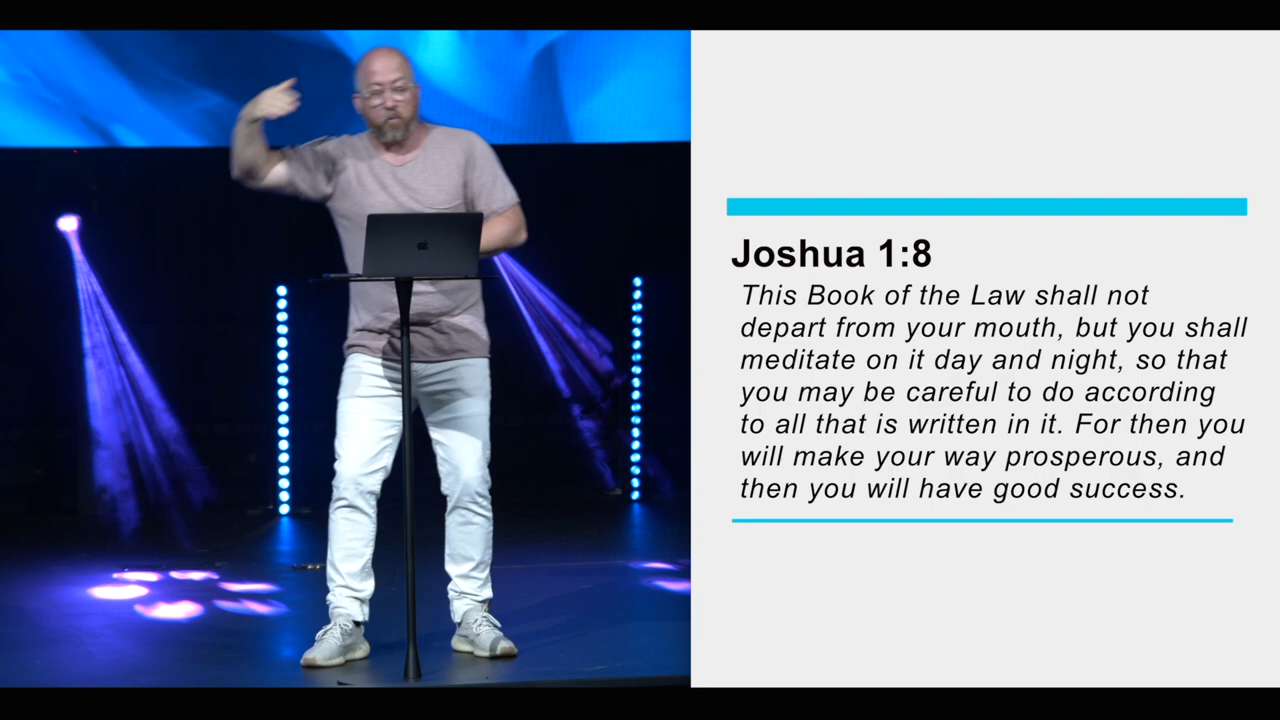 Joshua 1:8
This Book of the Law shall not
depart from your mouth, but you shall
meditate on it day and night, so that
you may be careful to do according
to all that is written in it. For then you
will make your way prosperous, and
then you will have good success.